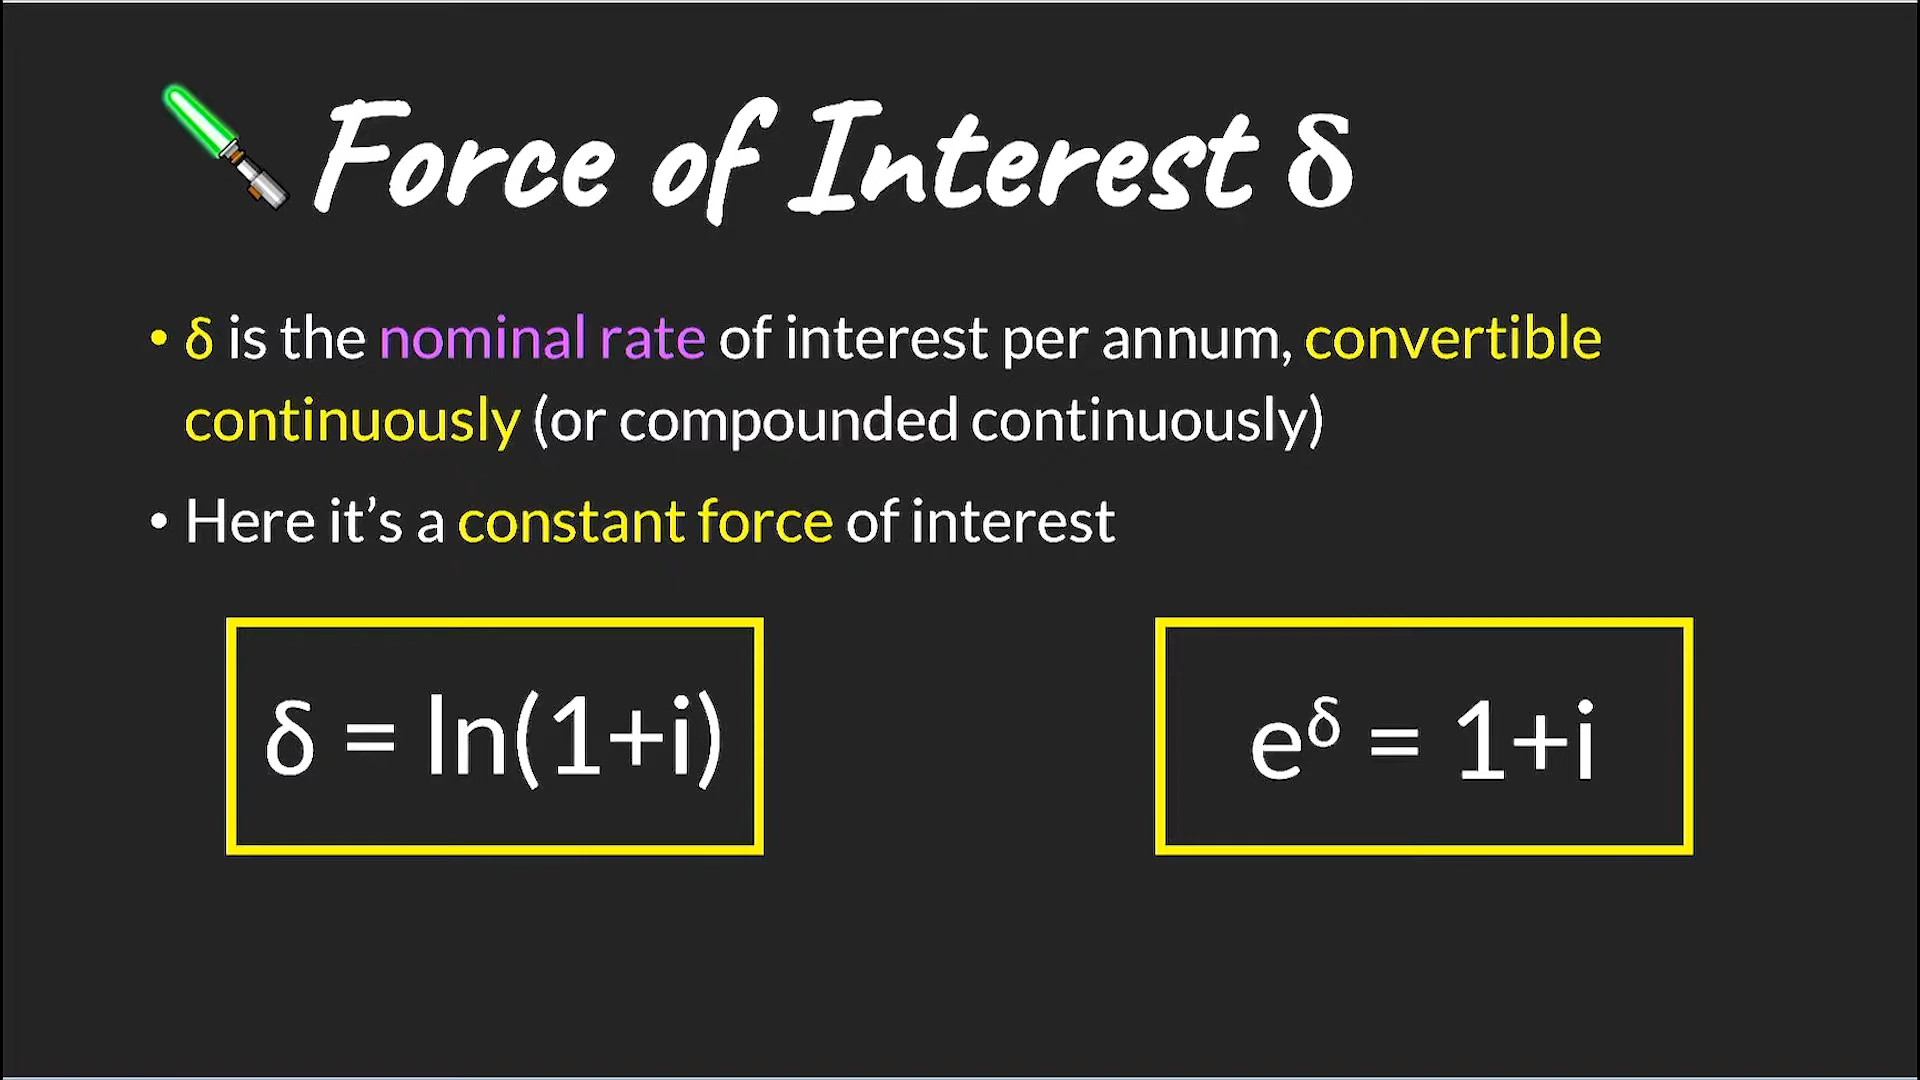 Force of Interest δ
• δ is the nominal rate of interest per annum, convertible
continuously (or compounded continuously)
• Here it’s a constant force of interest
δ = ln(1+i)
e^δ = 1+i